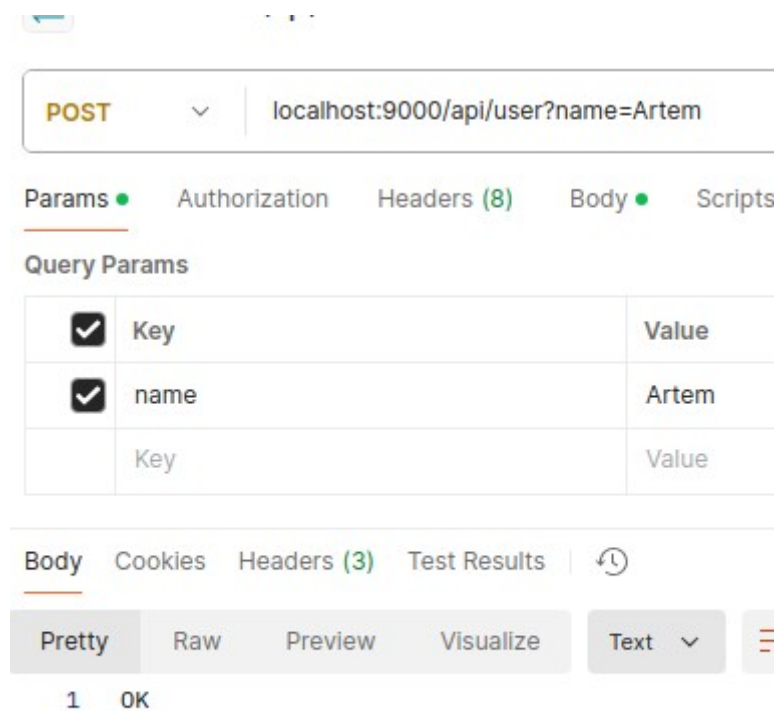 POST localhost:9000/api/user?name=Artem
Params Authorization Headers (8) Body Scripts
Query Params
Key Value
name Artem
Key Value
Body Cookies Headers (3) Test Results
Pretty Raw Preview Visualize Text
1 OK